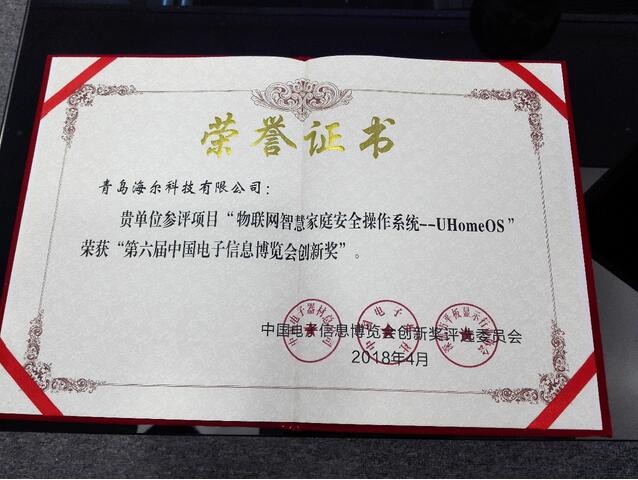 荣誉证书
青岛海尔科技有限公司：
贵单位参评项目“物联网智慧家庭安全操作系统--UHomeOS”
荣获“第六届中国电子信息博览会创新奖”。
中国电子信息博览会创新奖评选委员会
2018年4月